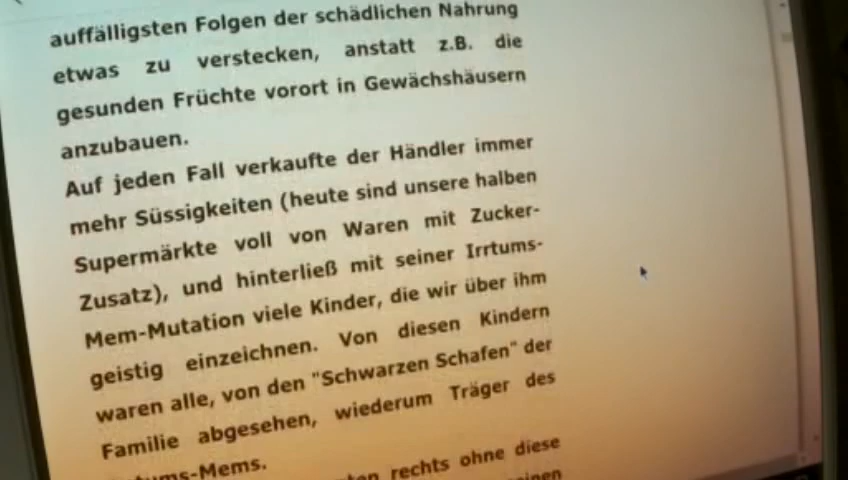 auffälligsten Folgen der schädlichen Nahrung
etwas zu verstecken, anstatt z.B. die
gesunden Früchte vorort in Gewächshäusern
anzubauen.
Auf jeden Fall verkaufte der Händler immer
mehr Süssigkeiten (heute sind unsere halben
Supermärkte voll von Waren mit Zucker-
Zusatz), und hinterließ mit seiner Irrtums-
Mem-Mutation viele Kinder, die wir über ihm
geistig einzeichnen. Von diesen Kindern
waren alle, von den "Schwarzen Schafen" der
Familie abgesehen, wiederum Träger des
ums-Mems.
rechts ohne diese